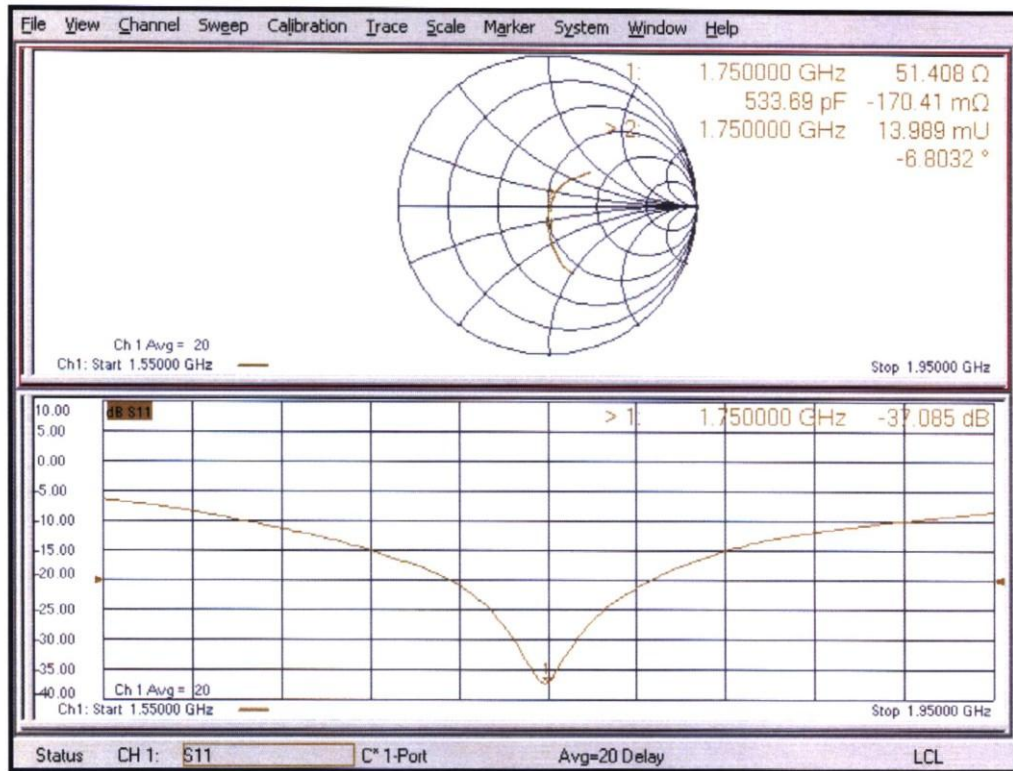 File View Channel Sweep Calibration Trace Scale Marker System Window Help
1: 1.750000 GHz 51.408 Ω
533.69 pF -170.41 mΩ
> 2: 1.750000 GHz 13.989 mU
-6.8032 °
Ch 1 Avg = 20
Ch1: Start 1.55000 GHz
Stop 1.95000 GHz
10.00
dB S11
> 1: 1.750000 GHz -37.085 dB
5.00
0.00
-5.00
-10.00
-15.00
-20.00
-25.00
-30.00
-35.00
-40.00
1
Ch 1 Avg = 20
Ch1: Start 1.55000 GHz
Stop 1.95000 GHz
Status CH 1: S11 C* 1-Port Avg=20 Delay LCL